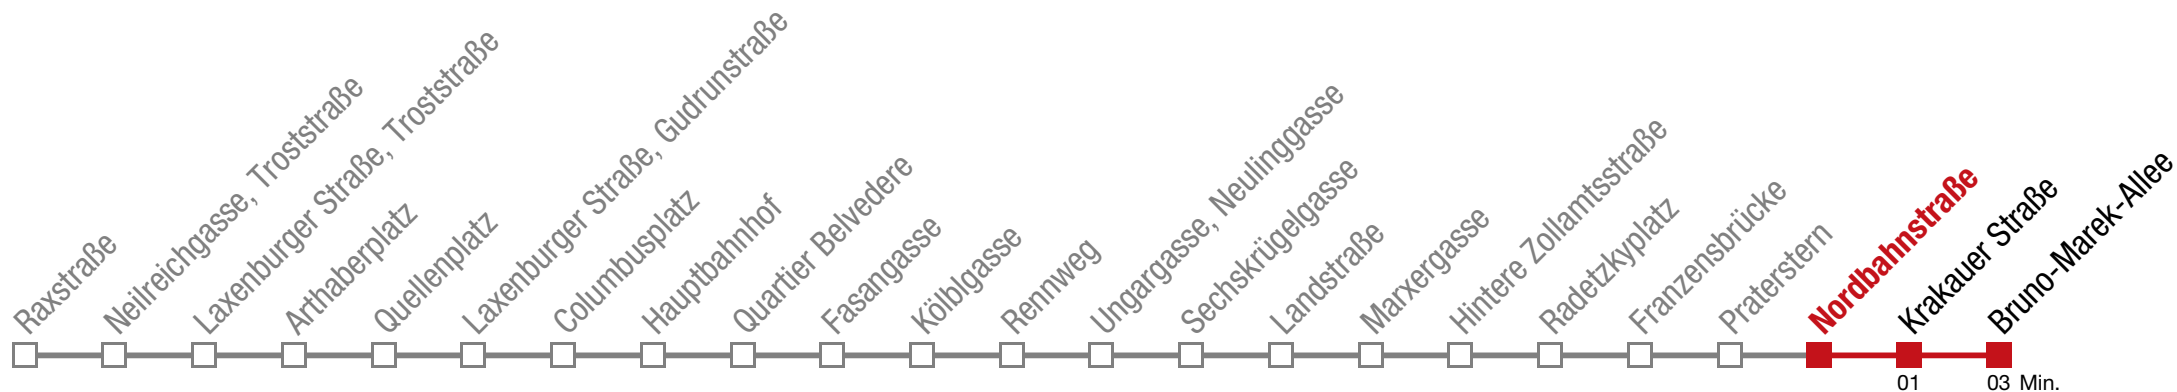 Raxstraße
Neilreichgasse, Troststraße
Laxenburger Straße, Troststraße
Arthaberplatz
Quellenplatz
Laxenburger Straße, Gudrunstraße
Columbusplatz
Hauptbahnhof
Quartier Belvedere
Fasangasse
Kölblgasse
Rennweg
Ungargasse, Neulinggasse
Sechskrügelgasse
Landstraße
Marxergasse
Hintere Zollamtsstraße
Radetzkyplatz
Franzensbrücke
Praterstern
Nordbahnstraße
Krakauer Straße
Bruno-Marek-Allee
01
03 Min.